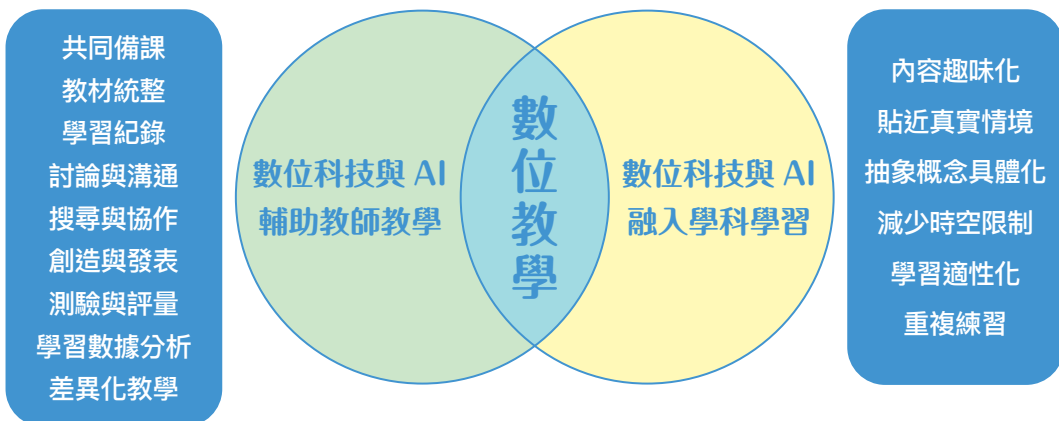 共同備課
教材統整
學習紀錄
討論與溝通
搜尋與協作
創造與發表
測驗與評量
學習數據分析
差異化教學
數位科技與 AI
輔助教師教學
數位教學
數位科技與 AI
融入學科學習
內容趣味化
貼近真實情境
抽象概念具體化
減少時空限制
學習適性化
重複練習